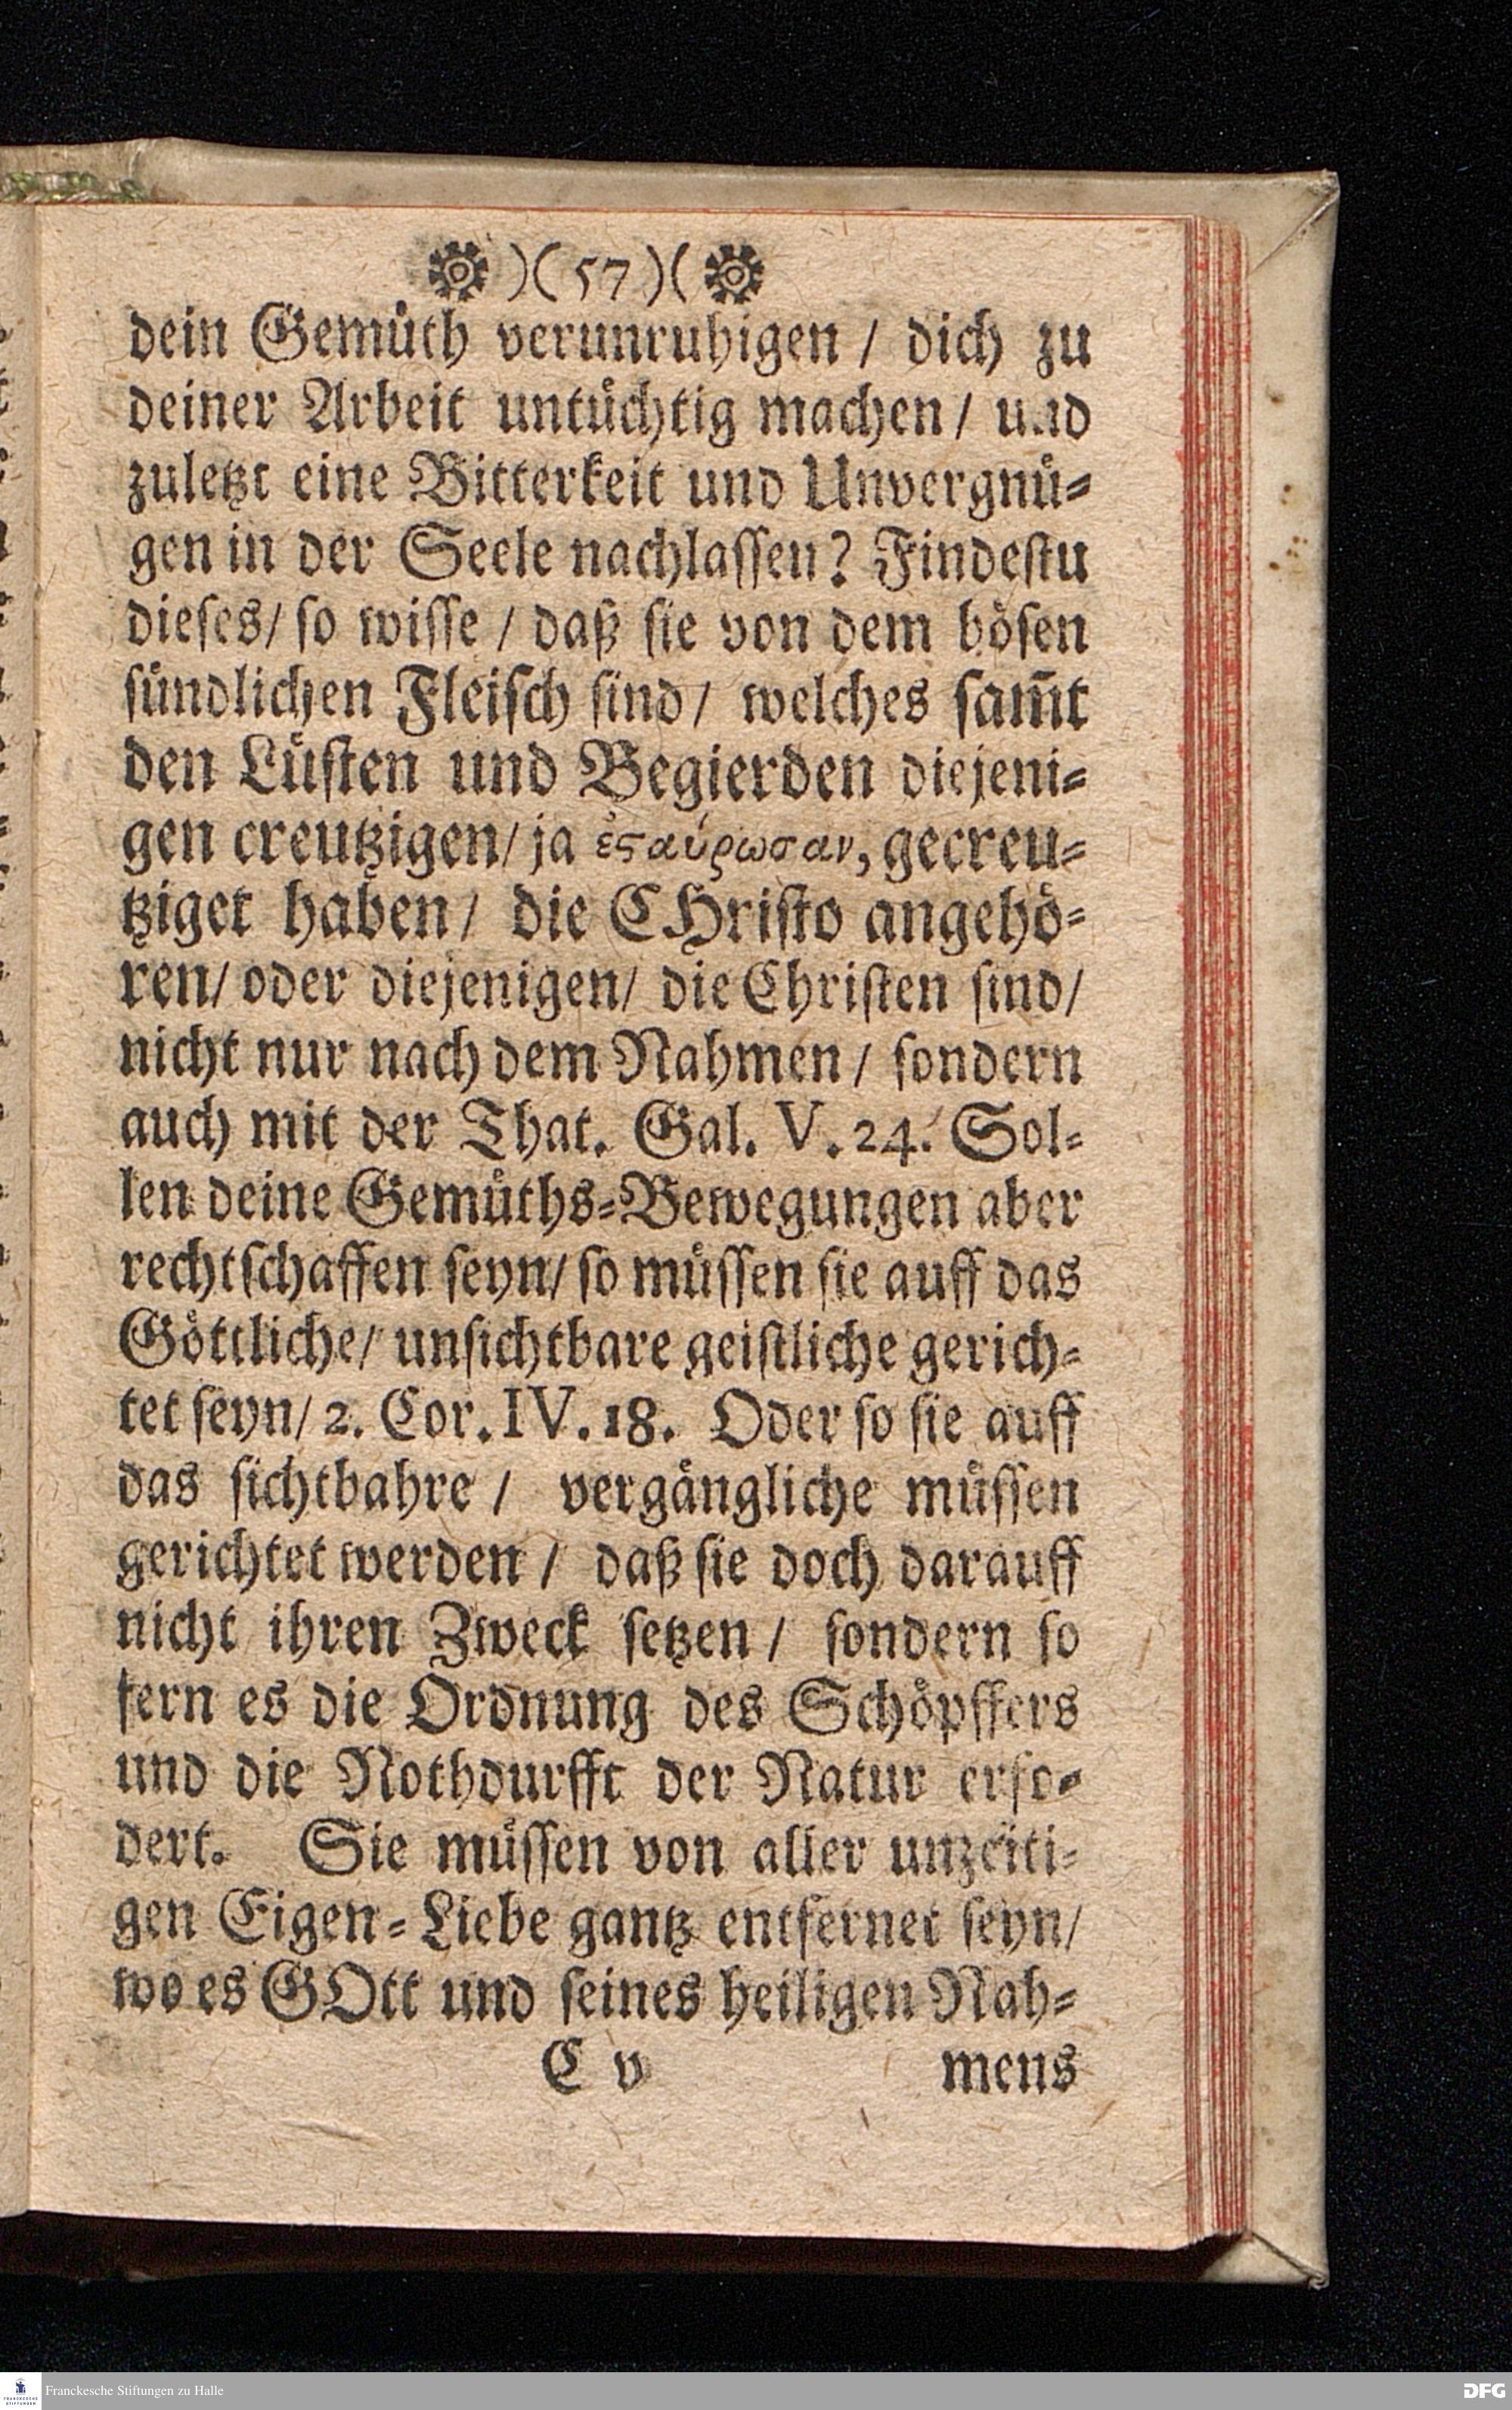 )( 57 )(
dein Gemüth verunruhigen / dich zu
deiner Arbeit untüchtig machen / und
zuletzt eine Bitterkeit und Unvergnü-
gen in der Seele nachlassen? Findestu
dieses / so wisse / daß sie von dem bösen
sündlichen Fleisch sind / welches sam̃t
den Lüsten und Begierden diejeni-
gen creutzigen / ja ἐϛαύρωσαν, gecreu-
tziget haben / die CHristo angehö-
ren / oder diejenigen / die Christen sind /
nicht nur nach dem Nahmen / sondern
auch mit der That. Gal. V. 24. Sol-
len deine Gemüths-Bewegungen aber
rechtschaffen seyn / so müssen sie auff das
Göttliche / unsichtbare geistliche gerich-
tet seyn / 2. Cor. IV. 18. Oder so sie auff
das sichtbahre / vergängliche müssen
gerichtet werden / daß sie doch darauff
nicht ihren Zweck setzen / sondern so
fern es die Ordnung des Schöpffers
und die Nothdurfft der Natur erfo-
dert. Sie müssen von aller unzeiti-
gen Eigen-Liebe gantz entfernet seyn /
wo es GOtt und seines heiligen Nah-
C v mens
FRANCKESCHE STIFTUNGEN
Franckesche Stiftungen zu Halle
DFG